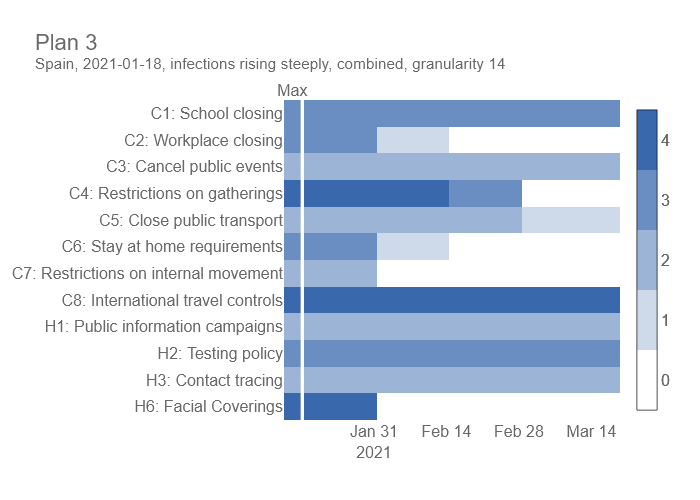 Plan 3
Spain, 2021-01-18, infections rising steeply, combined, granularity 14
Max
C1: School closing
C2: Workplace closing
C3: Cancel public events
C4: Restrictions on gatherings
C5: Close public transport
C6: Stay at home requirements
C7: Restrictions on internal movement
C8: International travel controls
H1: Public information campaigns
H2: Testing policy
H3: Contact tracing
H6: Facial Coverings
Jan 31 Feb 14 Feb 28 Mar 14
2021
4
3
2
1
0